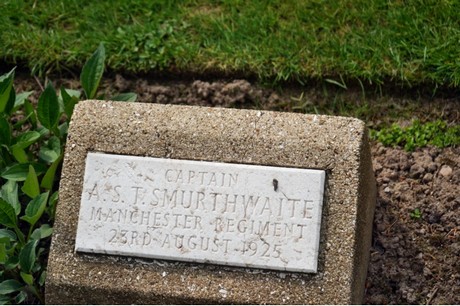 CAPTAIN
A.S.T. SMURTHWAITE
MANCHESTER REGIMENT
23RD AUGUST 1925